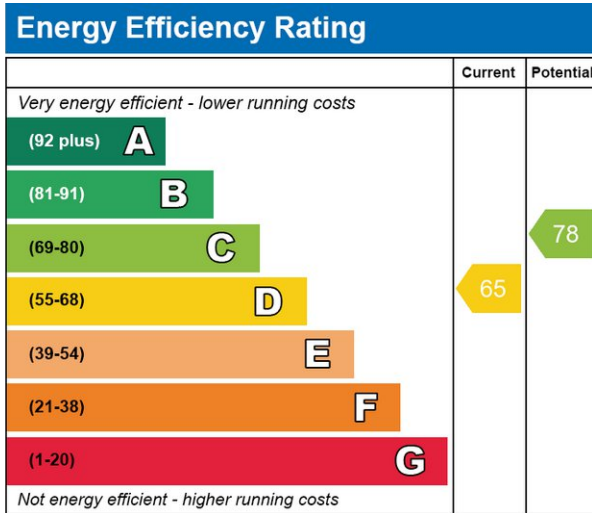 Energy Efficiency Rating
Current Potential
Very energy efficient - lower running costs
(92 plus) A
(81-91) B
(69-80) C
78
(55-68) D
65
(39-54) E
(21-38) F
(1-20) G
Not energy efficient - higher running costs